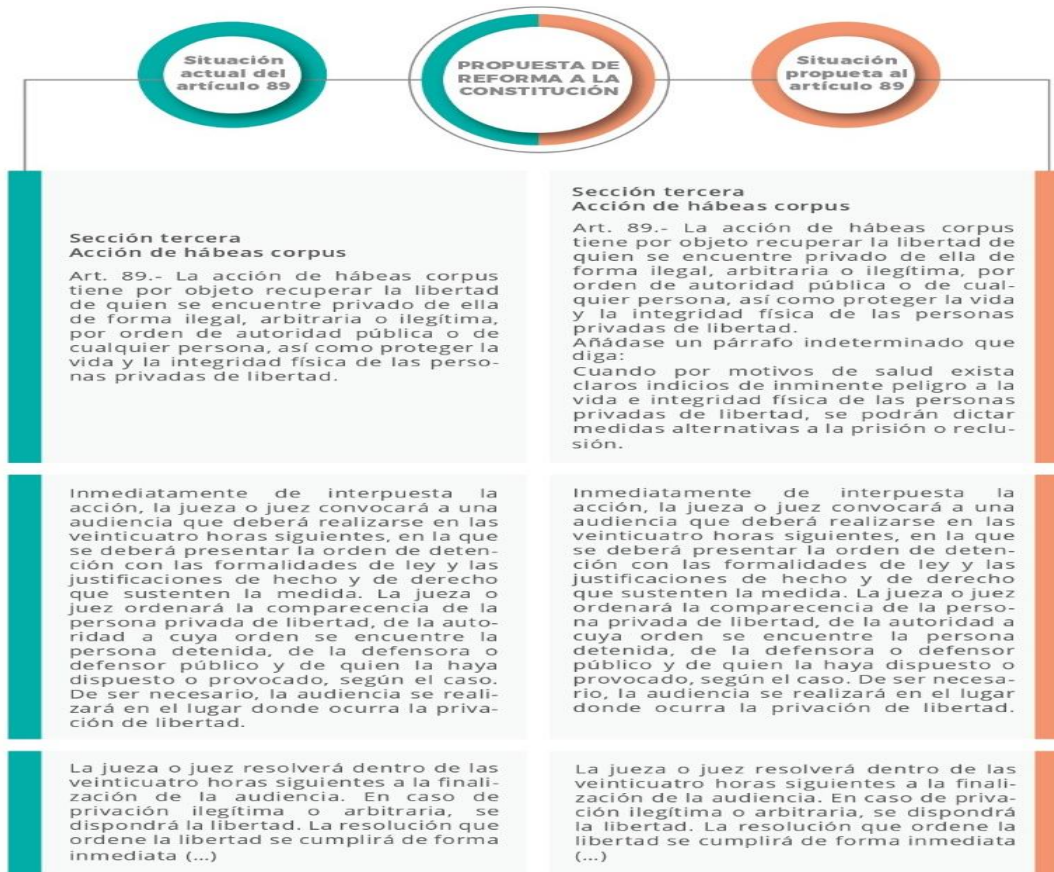 Situación
actual del
artículo 89
PROPUESTA DE
REFORMA A LA
CONSTITUCIÓN
Situación
propueta al
artículo 89
Sección tercera
Acción de hábeas corpus
Art. 89.- La acción de hábeas corpus
tiene por objeto recuperar la libertad
de quien se encuentre privado de ella
de forma ilegal, arbitraria o ilegítima,
por orden de autoridad pública o de
cualquier persona, así como proteger la
vida y la integridad física de las perso-
nas privadas de libertad.
Sección tercera
Acción de hábeas corpus
Art. 89.- La acción de hábeas corpus
tiene por objeto recuperar la libertad de
quien se encuentre privado de ella de
forma ilegal, arbitraria o ilegítima, por
orden de autoridad pública o de cual-
quier persona, así como proteger la vida
y la integridad física de las personas
privadas de libertad.
Añádase un párrafo indeterminado que
diga:
Cuando por motivos de salud exista
claros indicios de inminente peligro a la
vida e integridad física de las personas
privadas de libertad, se podrán dictar
medidas alternativas a la prisión o reclu-
sión.
Inmediatamente de interpuesta la
acción, la jueza o juez convocará a una
audiencia que deberá realizarse en las
veinticuatro horas siguientes, en la que
se deberá presentar la orden de deten-
ción con las formalidades de ley y las
justificaciones de hecho y de derecho
que sustenten la medida. La jueza o
juez ordenará la comparecencia de la
persona privada de libertad, de la auto-
ridad a cuya orden se encuentre la
persona detenida, de la defensora o
defensor público y de quien la haya
dispuesto o provocado, según el caso.
De ser necesario, la audiencia se reali-
zará en el lugar donde ocurra la priva-
ción de libertad.
Inmediatamente de interpuesta la
acción, la jueza o juez convocará a una
audiencia que deberá realizarse en las
veinticuatro horas siguientes, en la que
se deberá presentar la orden de deten-
ción con las formalidades de ley y las
justificaciones de hecho y de derecho
que sustenten la medida. La jueza o juez
ordenará la comparecencia de la perso-
na privada de libertad, de la autoridad a
cuya orden se encuentre la persona
detenida, de la defensora o defensor
público y de quien la haya dispuesto o
provocado, según el caso. De ser necesa-
rio, la audiencia se realizará en el lugar
donde ocurra la privación de libertad.
La jueza o juez resolverá dentro de las
veinticuatro horas siguientes a la finali-
zación de la audiencia. En caso de
privación ilegítima o arbitraria, se
dispondrá la libertad. La resolución que
ordene la libertad se cumplirá de forma
inmediata (...)
La jueza o juez resolverá dentro de las
veinticuatro horas siguientes a la finali-
zación de la audiencia. En caso de priva-
ción ilegítima o arbitraria, se dispondrá
la libertad. La resolución que ordene la
libertad se cumplirá de forma inmediata
(...)